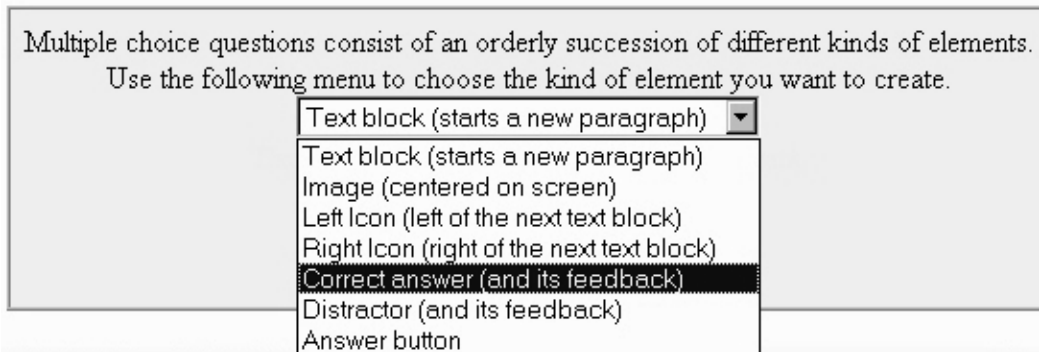 Multiple choice questions consist of an orderly succession of different kinds of elements.
Use the following menu to choose the kind of element you want to create.
Text block (starts a new paragraph)
Text block (starts a new paragraph)
Image (centered on screen)
Left Icon (left of the next text block)
Right Icon (right of the next text block)
Correct answer (and its feedback)
Distractor (and its feedback)
Answer button